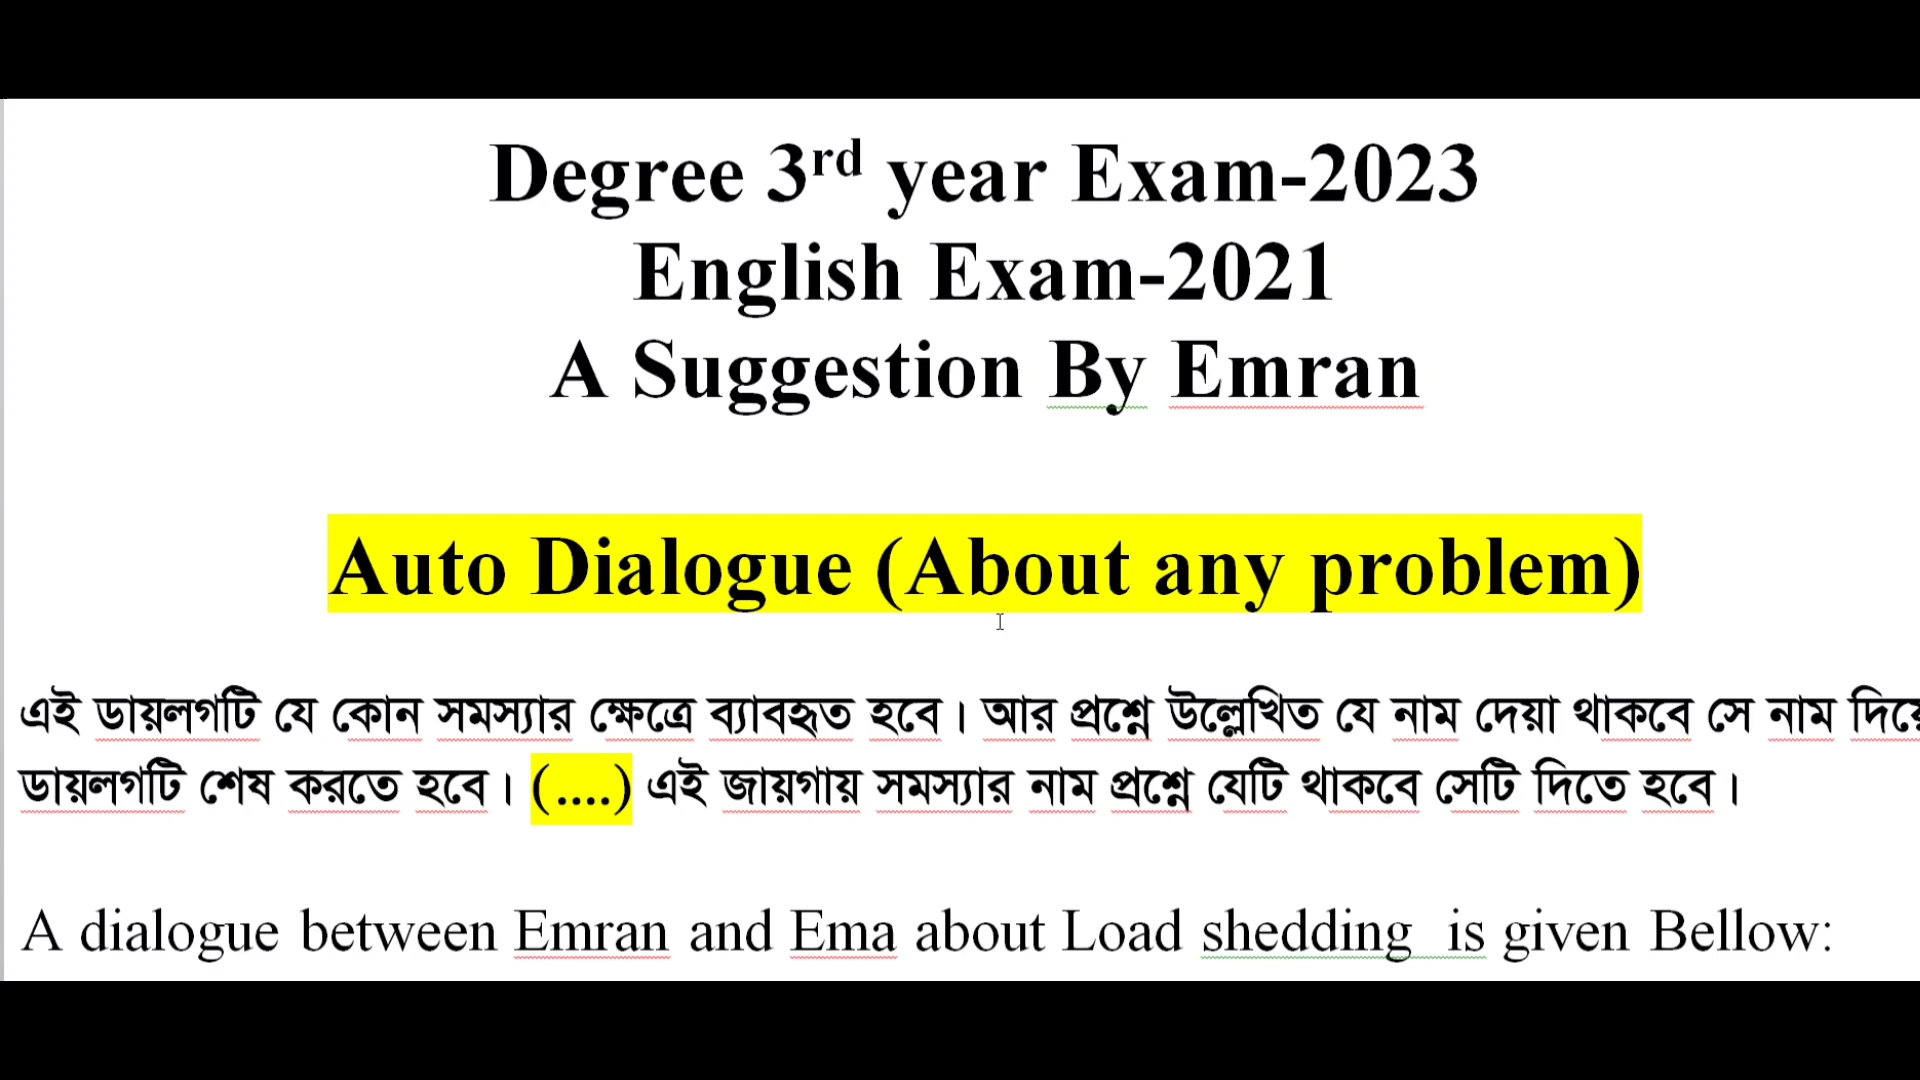 Degree 3rd year Exam-2023
English Exam-2021
A Suggestion By Emran
Auto Dialogue (About any problem)
এই ডায়লগটি যে কোন সমস্যার ক্ষেত্রে ব্যাবহৃত হবে। আর প্রশ্নে উল্লেখিত যে নাম দেয়া থাকবে সে নাম দিয়ে
ডায়লগটি শেষ করতে হবে। (....) এই জায়গায় সমস্যার নাম প্রশ্নে যেটি থাকবে সেটি দিতে হবে।
A dialogue between Emran and Ema about Load shedding is given Bellow: